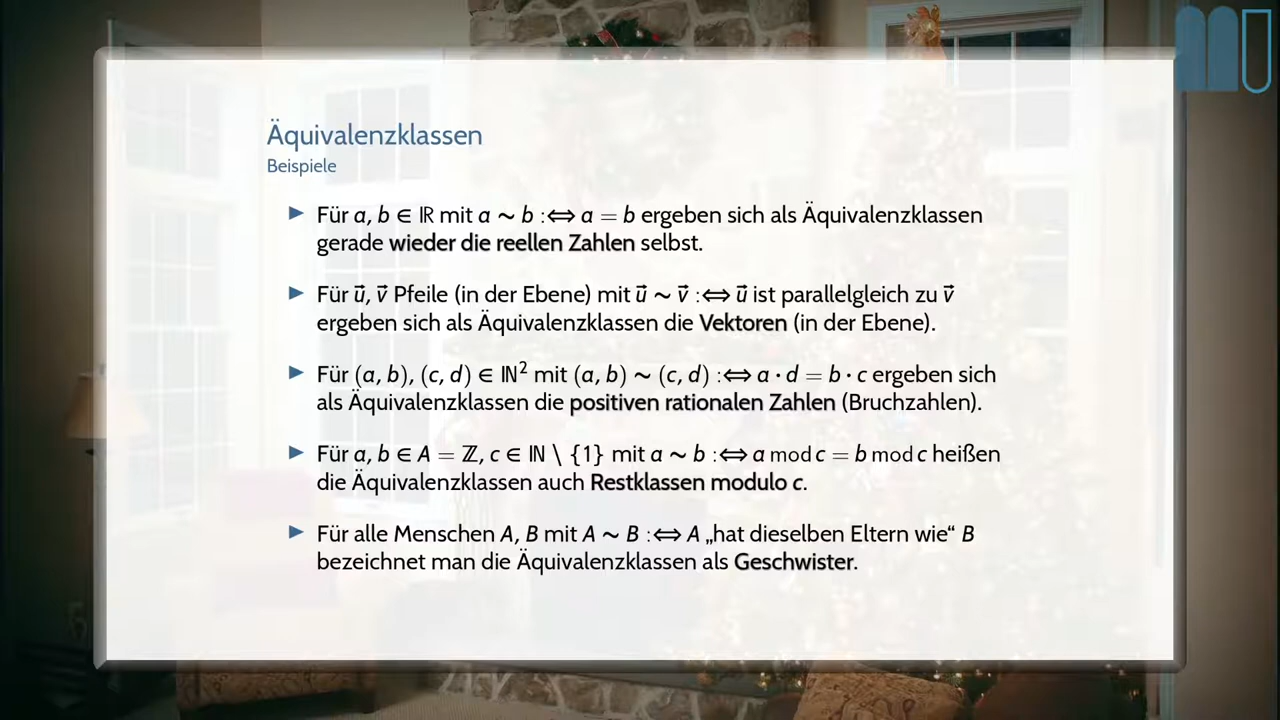 Äquivalenzklassen
Beispiele
► Für a, b ∈ ℝ mit a ∼ b :⇔ a = b ergeben sich als Äquivalenzklassen
gerade wieder die reellen Zahlen selbst.
► Für u⃗, v⃗ Pfeile (in der Ebene) mit u⃗ ∼ v⃗ :⇔ u⃗ ist parallelgleich zu v⃗
ergeben sich als Äquivalenzklassen die Vektoren (in der Ebene).
► Für (a, b), (c, d) ∈ ℕ² mit (a, b) ∼ (c, d) :⇔ a · d = b · c ergeben sich
als Äquivalenzklassen die positiven rationalen Zahlen (Bruchzahlen).
► Für a, b ∈ A = ℤ, c ∈ ℕ \ {1} mit a ∼ b :⇔ a mod c = b mod c heißen
die Äquivalenzklassen auch Restklassen modulo c.
► Für alle Menschen A, B mit A ∼ B :⇔ A „hat dieselben Eltern wie“ B
bezeichnet man die Äquivalenzklassen als Geschwister.